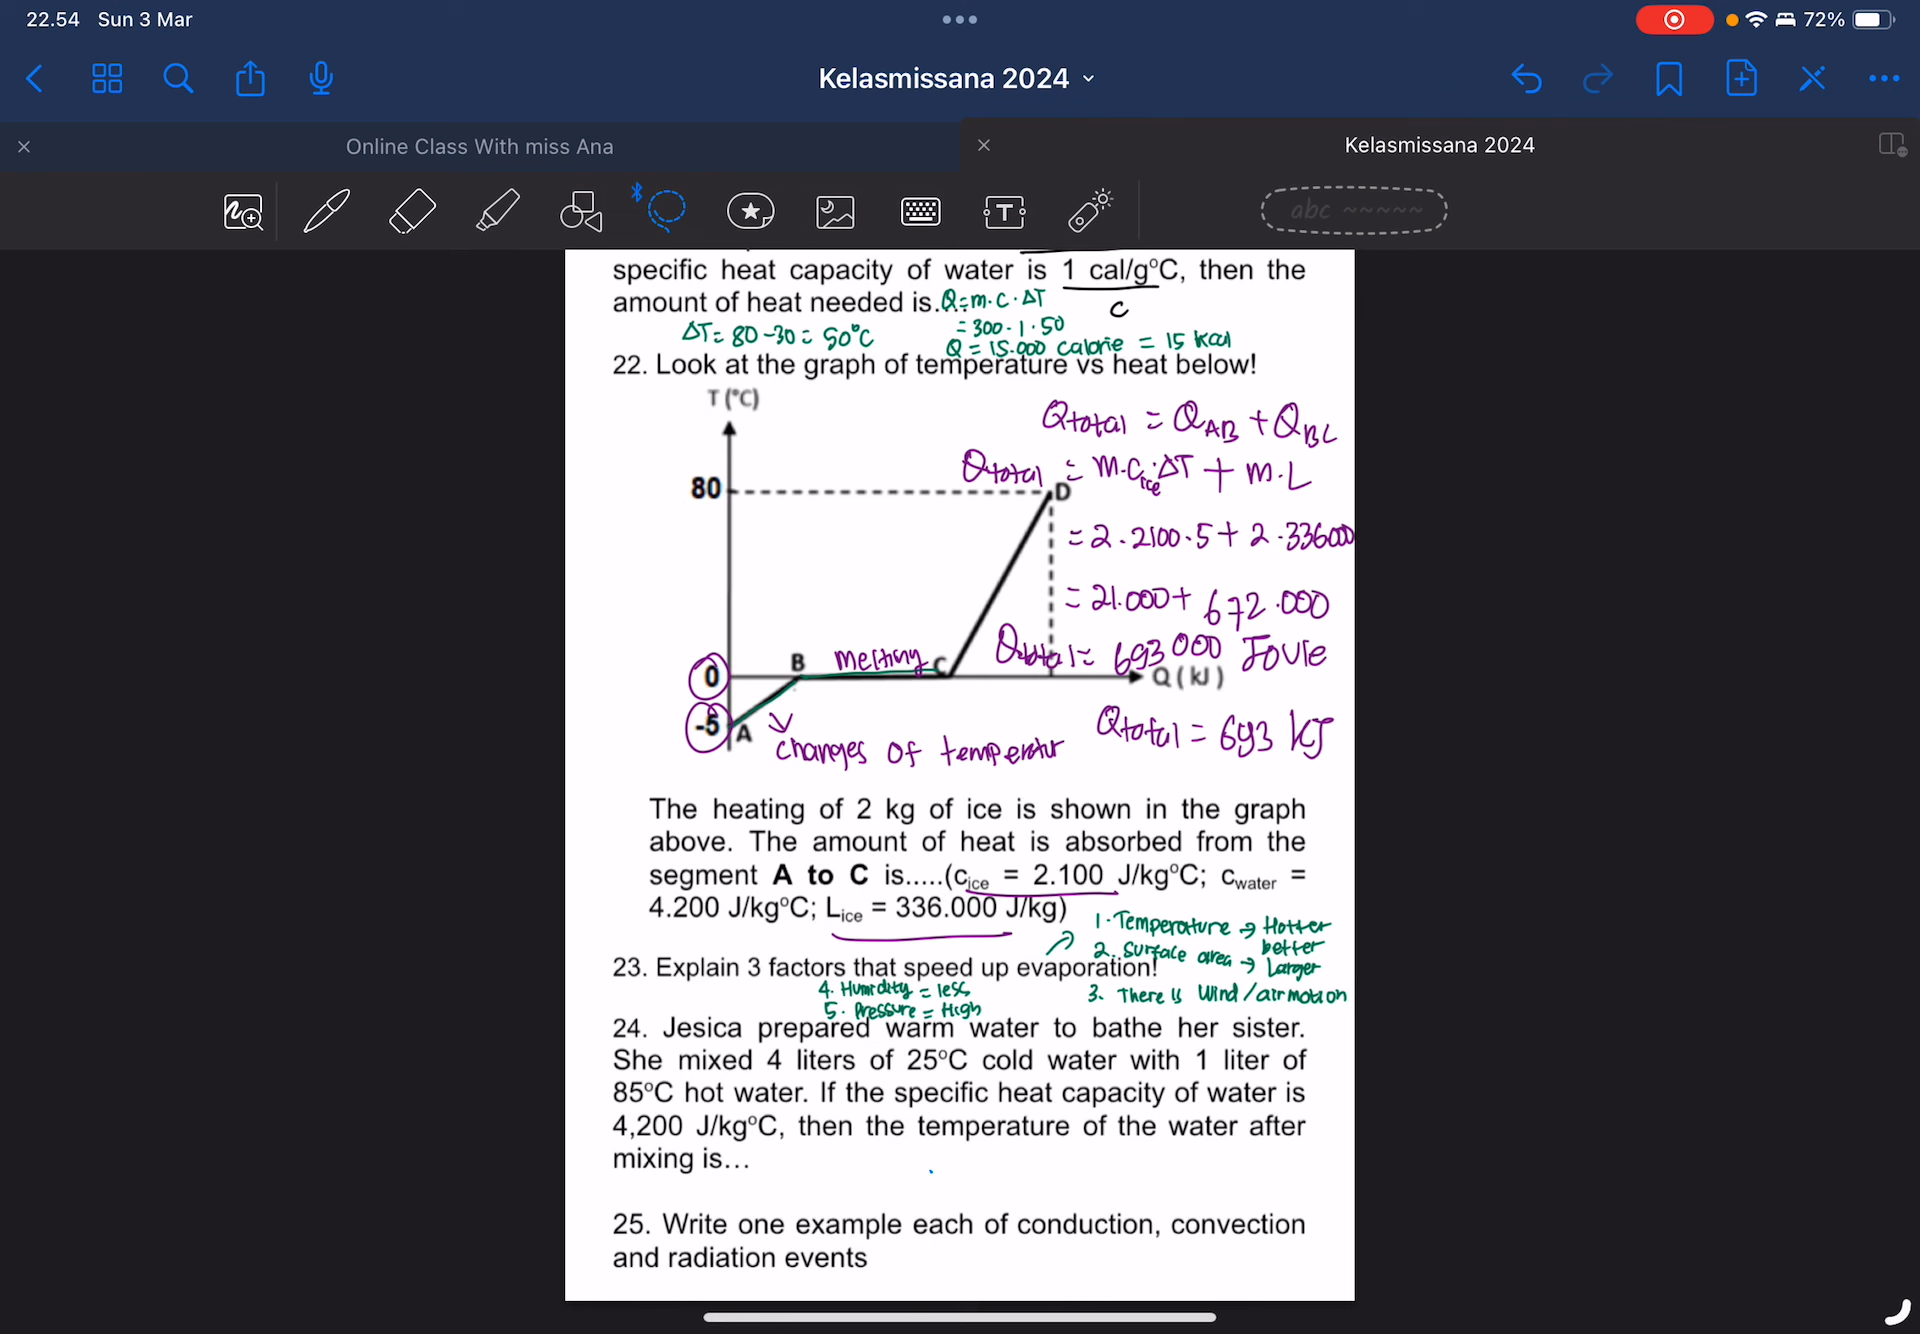 22.54 Sun 3 Mar
72%
Kelasmissana 2024
Online Class With miss Ana
Kelasmissana 2024
abc
specific heat capacity of water is 1 cal/g°C, then the
amount of heat needed is... Q=m.c.ΔT
c
ΔT= 80-30= 50°C
= 300.1.50
Q = 15.000 calorie = 15 kcal
22. Look at the graph of temperature vs heat below!
T (°C)
Qtotal = QAB + QBC
Qtotal = m.Cice.ΔT + m.L
80
D
= 2.2100.5 + 2.336000
= 21.000 + 672.000
B melting C
Qtotal = 693000 Joule
0
Q ( kJ )
-5
A
changes of temperatur
Qtotal = 693 kJ
The heating of 2 kg of ice is shown in the graph
above. The amount of heat is absorbed from the
segment A to C is.....(cice = 2.100 J/kg°C; cwater =
4.200 J/kg°C; Lice = 336.000 J/kg)
1. Temperature → Hotter
better
2. Surface area → Larger
23. Explain 3 factors that speed up evaporation!
4. Humidity = less
3. There is wind/air motion
5. Pressure = High
24. Jesica prepared warm water to bathe her sister.
She mixed 4 liters of 25°C cold water with 1 liter of
85°C hot water. If the specific heat capacity of water is
4,200 J/kg°C, then the temperature of the water after
mixing is...
25. Write one example each of conduction, convection
and radiation events